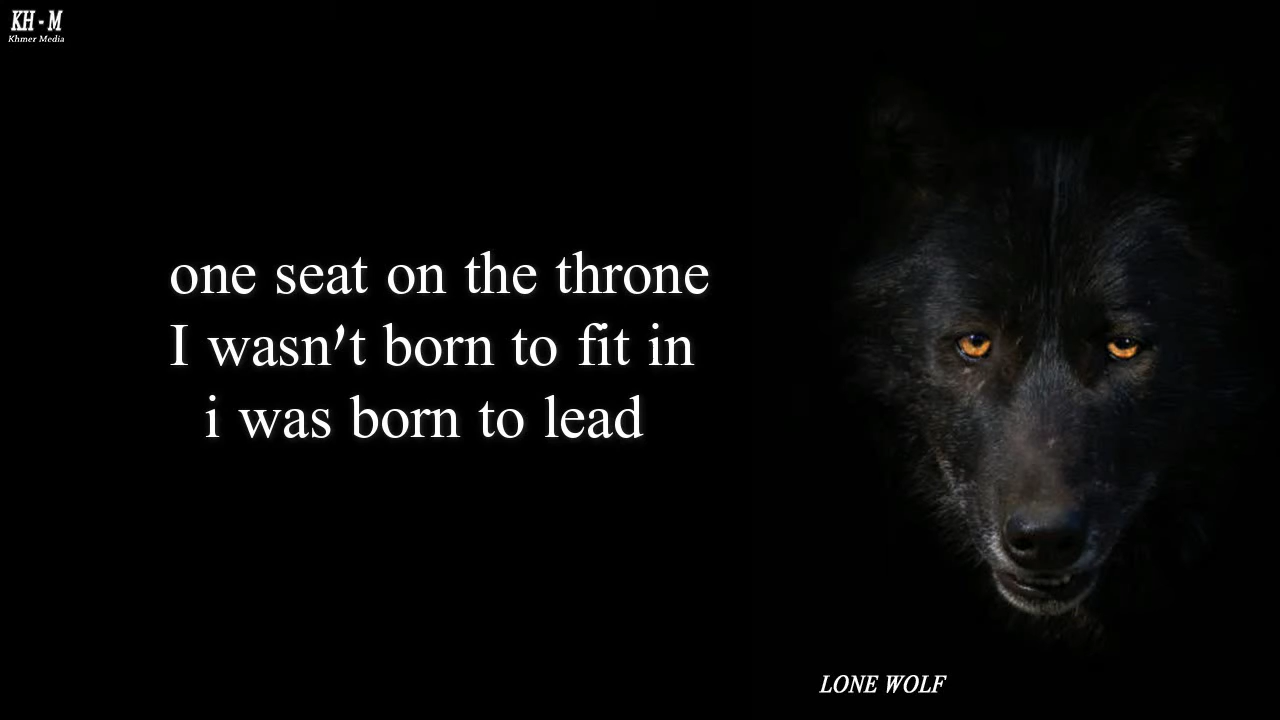 KH - M
Khmer Media
one seat on the throne
I wasn't born to fit in
i was born to lead
LONE WOLF